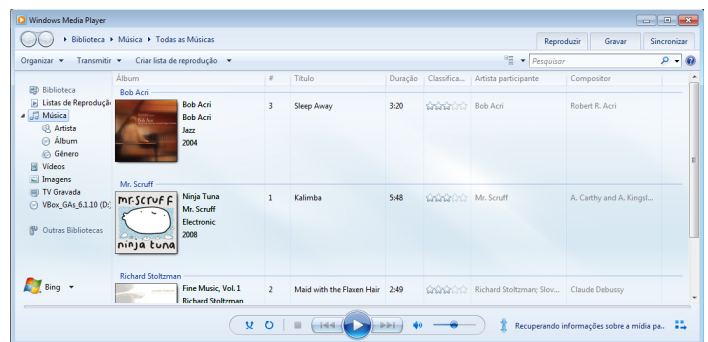 Windows Media Player
Biblioteca ▸ Música ▸ Todas as Músicas
Reproduzir Gravar Sincronizar
Organizar Transmitir Criar lista de reprodução Pesquisar
Álbum # Título Duração Classifica... Artista participante Compositor
Biblioteca
Listas de Reproduçã
Música
Artista
Álbum
Gênero
Vídeos
Imagens
TV Gravada
VBox_GAs_6.1.10 (D:)
Outras Bibliotecas
Bing
Bob Acri
Bob Acri 3 Sleep Away 3:20 Bob Acri Robert R. Acri
Bob Acri
Jazz
2004
Mr. Scruff
mr.scruff
ninja tuna
Ninja Tuna 1 Kalimba 5:48 Mr. Scruff A. Carthy and A. Kingsl...
Mr. Scruff
Electronic
2008
Richard Stoltzman
Fine Music, Vol. 1 2 Maid with the Flaxen Hair 2:49 Richard Stoltzman; Slov... Claude Debussy
Richard Stoltzman
Recuperando informações sobre a mídia pa..